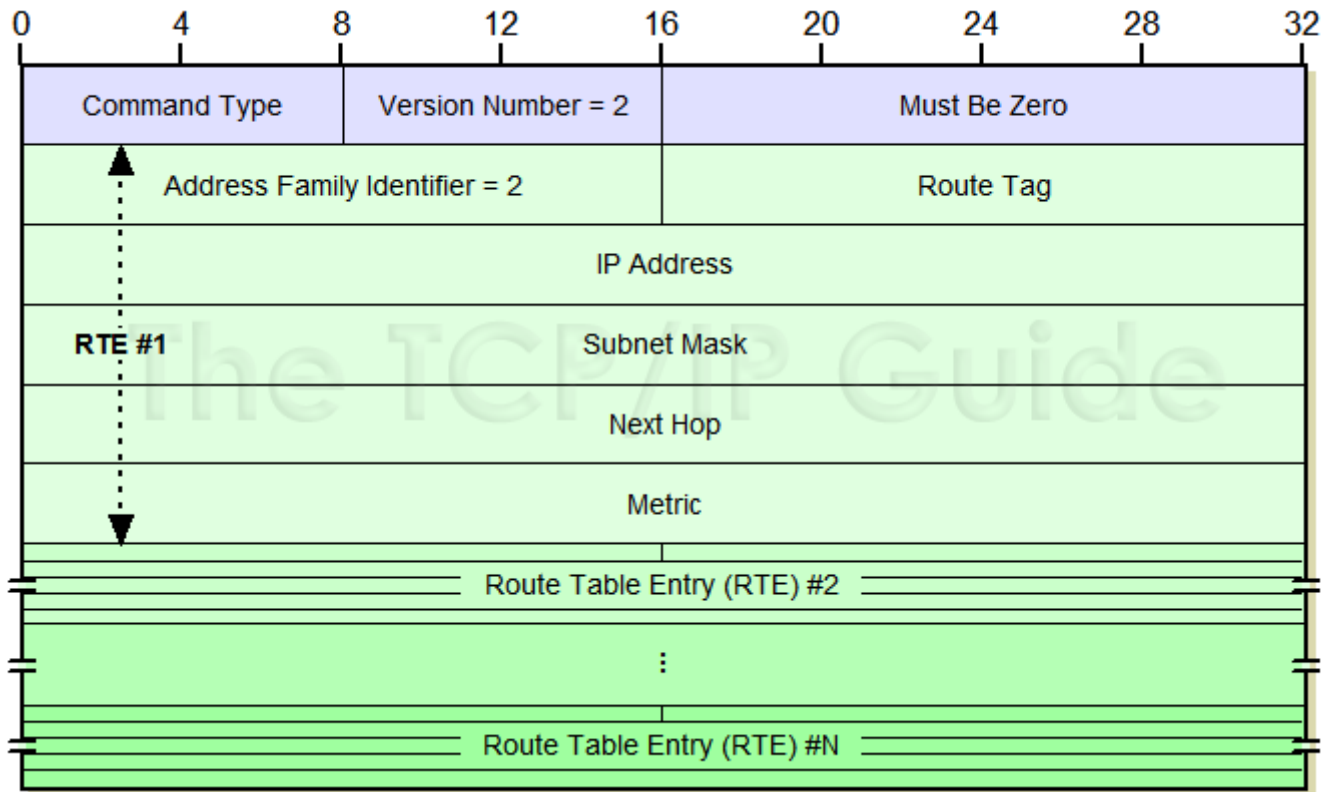 0 4 8 12 16 20 24 28 32
Command Type Version Number = 2 Must Be Zero
Address Family Identifier = 2 Route Tag
IP Address
RTE #1 Subnet Mask
The TCP/IP Guide
Next Hop
Metric
Route Table Entry (RTE) #2
⋮
Route Table Entry (RTE) #N